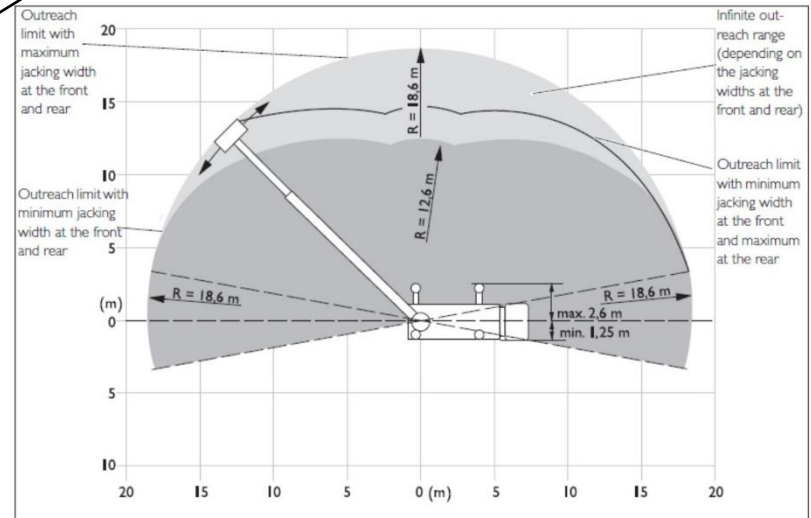 Outreach
limit with
maximum
jacking width
at the front
and rear
Outreach limit with
minimum jacking
width at the front
and rear
Infinite out-
reach range
(depending on
the jacking
widths at the
front and rear)
Outreach limit
with minimum
jacking width
at the front
and maximum
at the rear
20
15
10
5
(m)
0
5
10
R = 18,6 m
R = 12,6 m
R = 18,6 m
R = 18,6 m
max. 2,6 m
min. 1,25 m
20
15
10
5
0 (m)
5
10
15
20